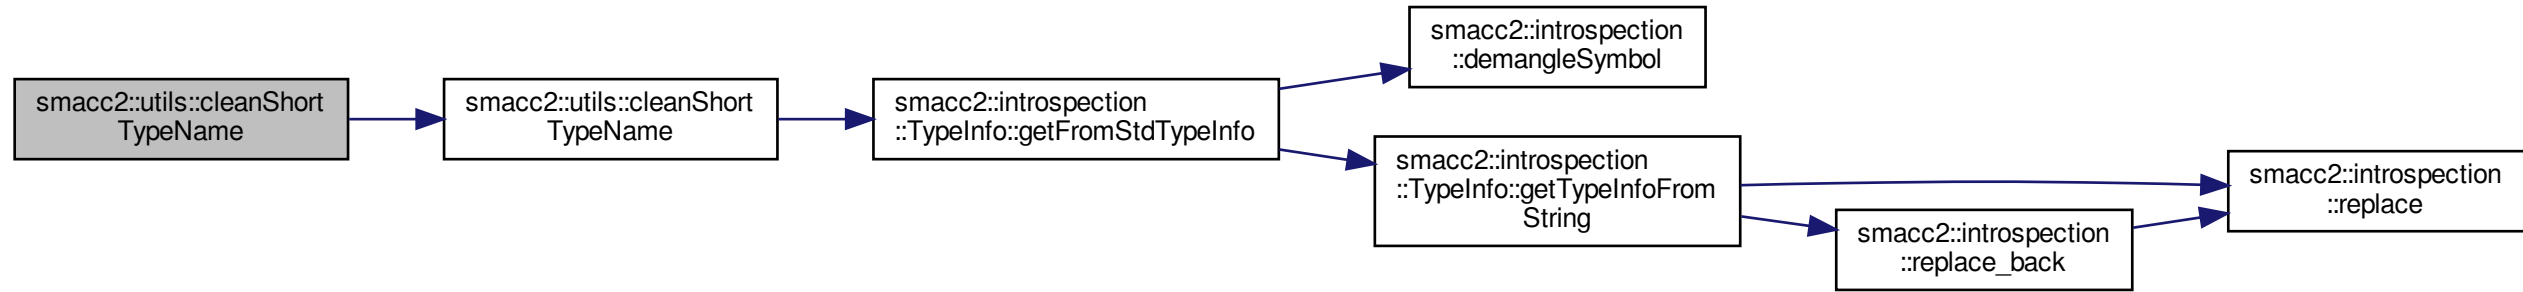 smacc2::utils::cleanShort
TypeName
smacc2::utils::cleanShort
TypeName
smacc2::introspection
::TypeInfo::getFromStdTypeInfo
smacc2::introspection
::demangleSymbol
smacc2::introspection
::TypeInfo::getTypeInfoFrom
String
smacc2::introspection
::replace_back
smacc2::introspection
::replace